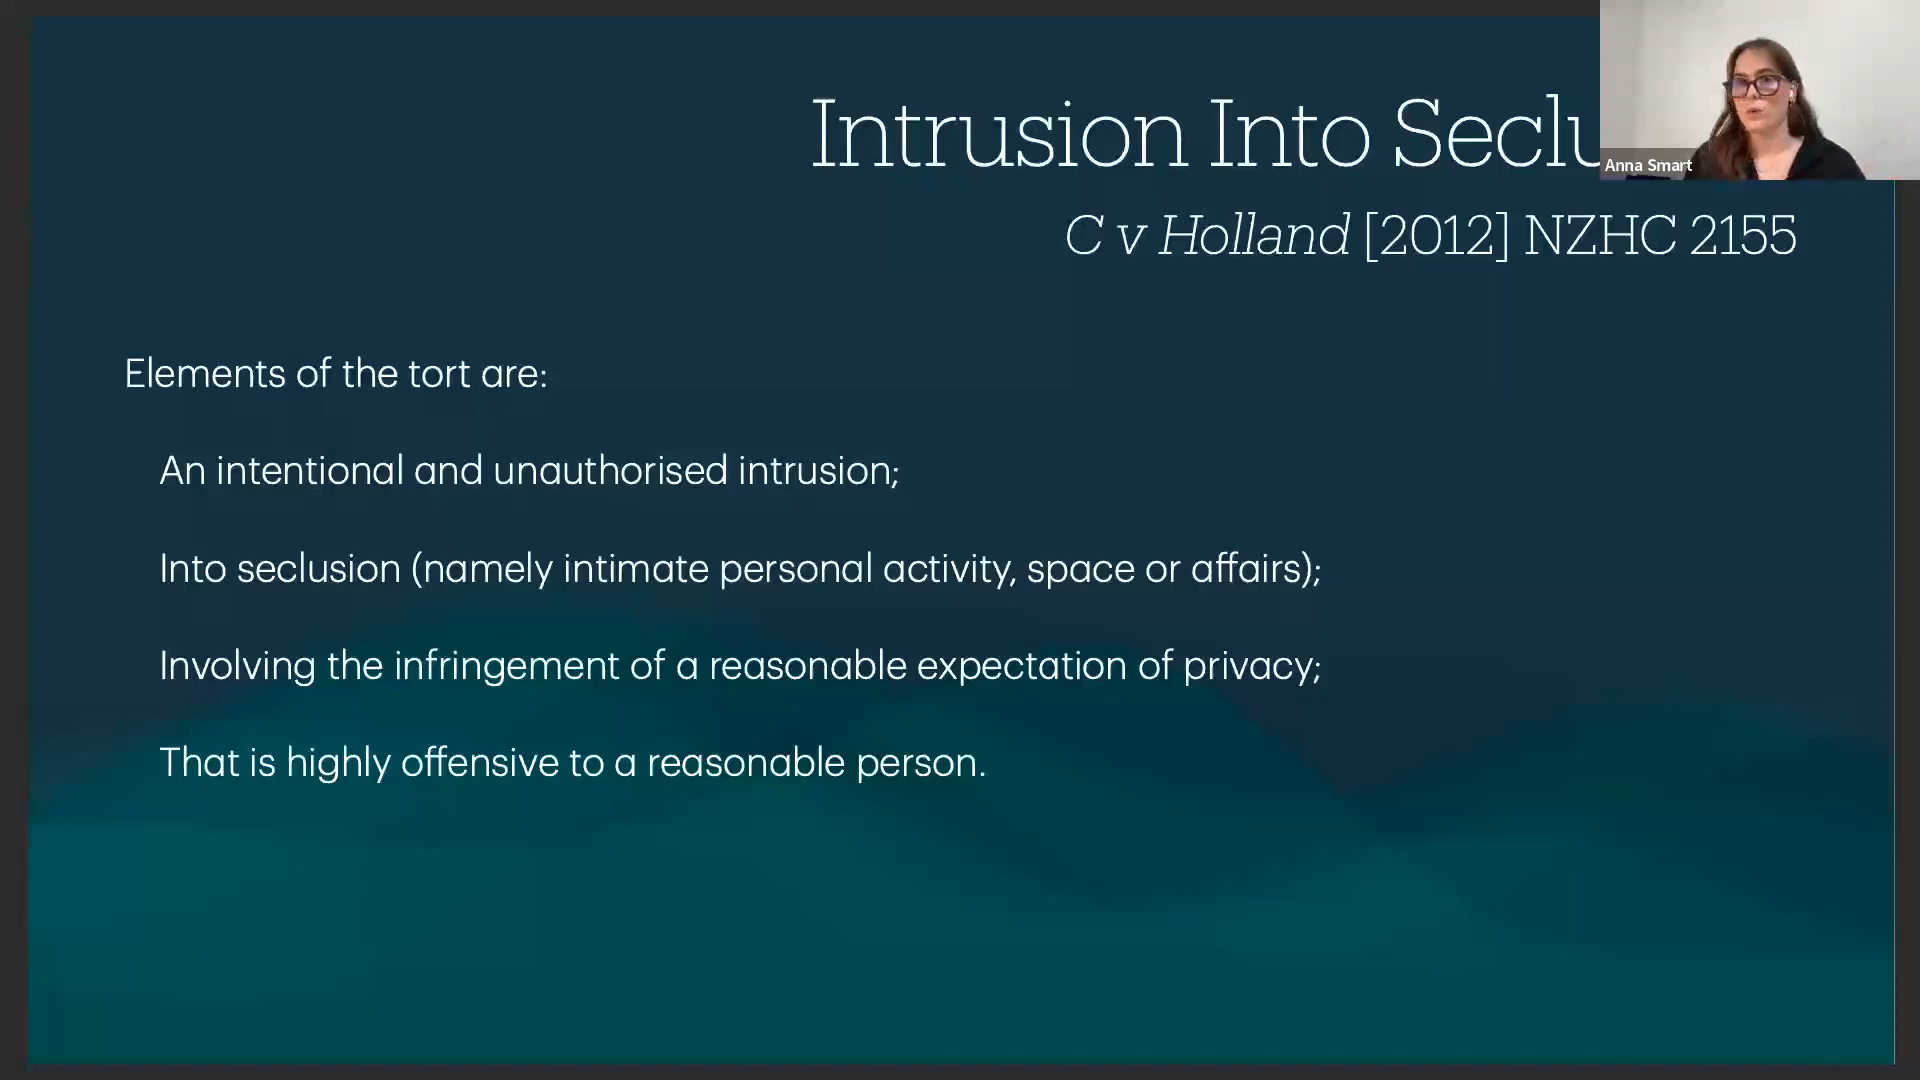 Intrusion Into Seclu
Anna Smart
C v Holland [2012] NZHC 2155
Elements of the tort are:
An intentional and unauthorised intrusion;
Into seclusion (namely intimate personal activity, space or affairs);
Involving the infringement of a reasonable expectation of privacy;
That is highly offensive to a reasonable person.